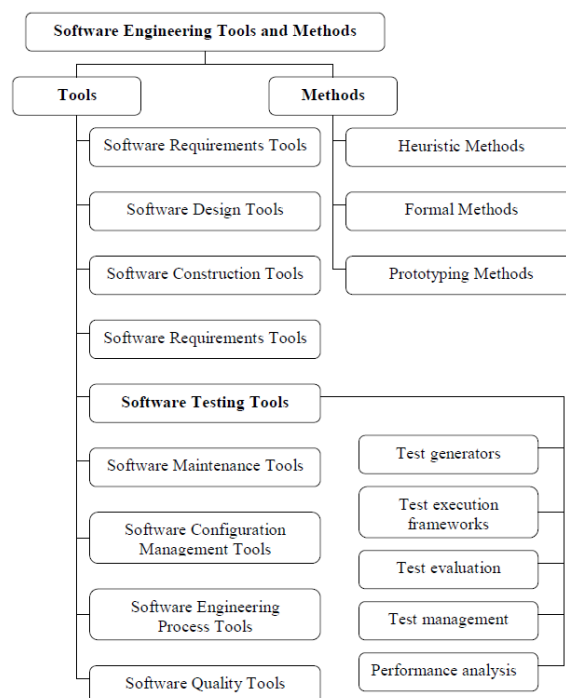 Software Engineering Tools and Methods
Tools
Methods
Software Requirements Tools
Heuristic Methods
Software Design Tools
Formal Methods
Software Construction Tools
Prototyping Methods
Software Requirements Tools
Software Testing Tools
Test generators
Software Maintenance Tools
Test execution
frameworks
Software Configuration
Management Tools
Test evaluation
Software Engineering
Process Tools
Test management
Performance analysis
Software Quality Tools